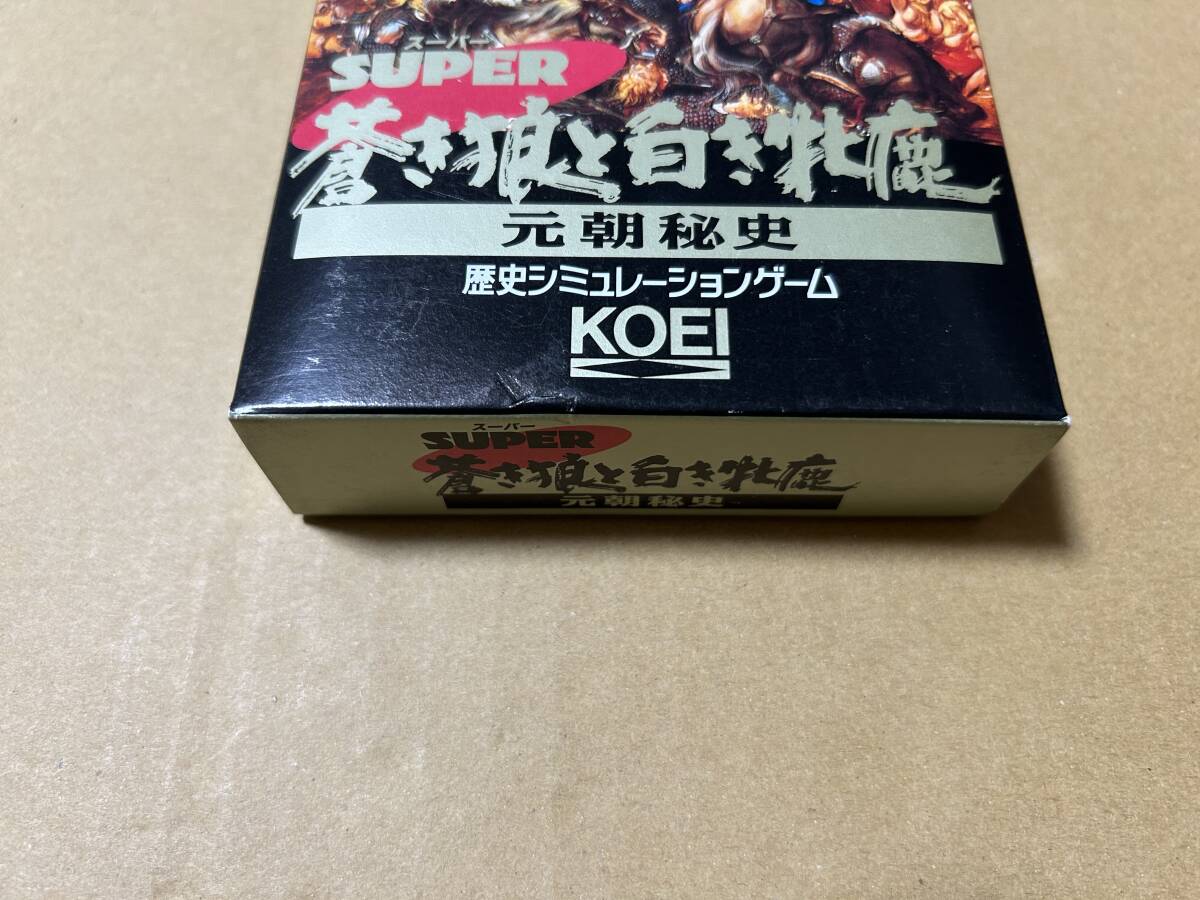 スーパー
SUPER
蒼き狼と白き牝鹿
元朝秘史
歴史シミュレーションゲーム
KOEI
スーパー
SUPER
蒼き狼と白き牝鹿
元朝秘史